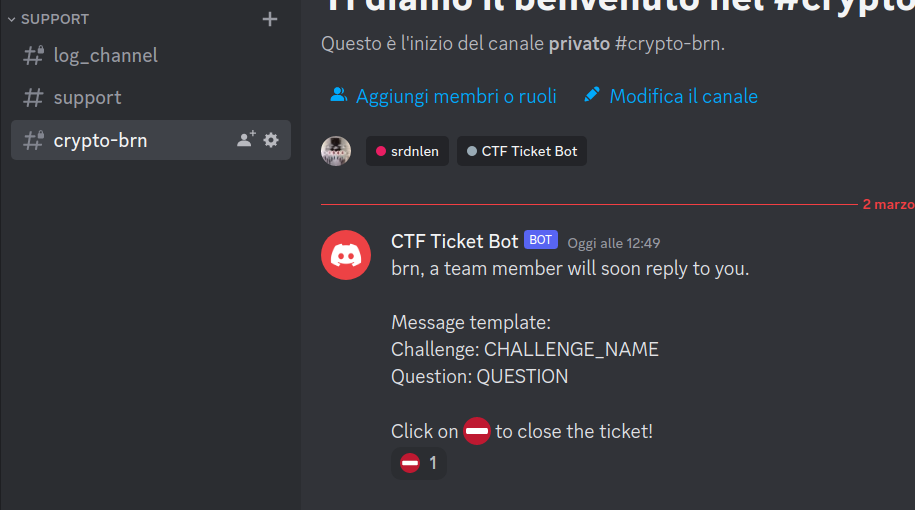 SUPPORT
log_channel
support
crypto-brn
Ti diamo il benvenuto nel #crypto
Questo è l'inizio del canale privato #crypto-brn.
Aggiungi membri o ruoli Modifica il canale
srdnlen CTF Ticket Bot
2 marzo
CTF Ticket Bot BOT Oggi alle 12:49
brn, a team member will soon reply to you.
Message template:
Challenge: CHALLENGE_NAME
Question: QUESTION
Click on to close the ticket!
1